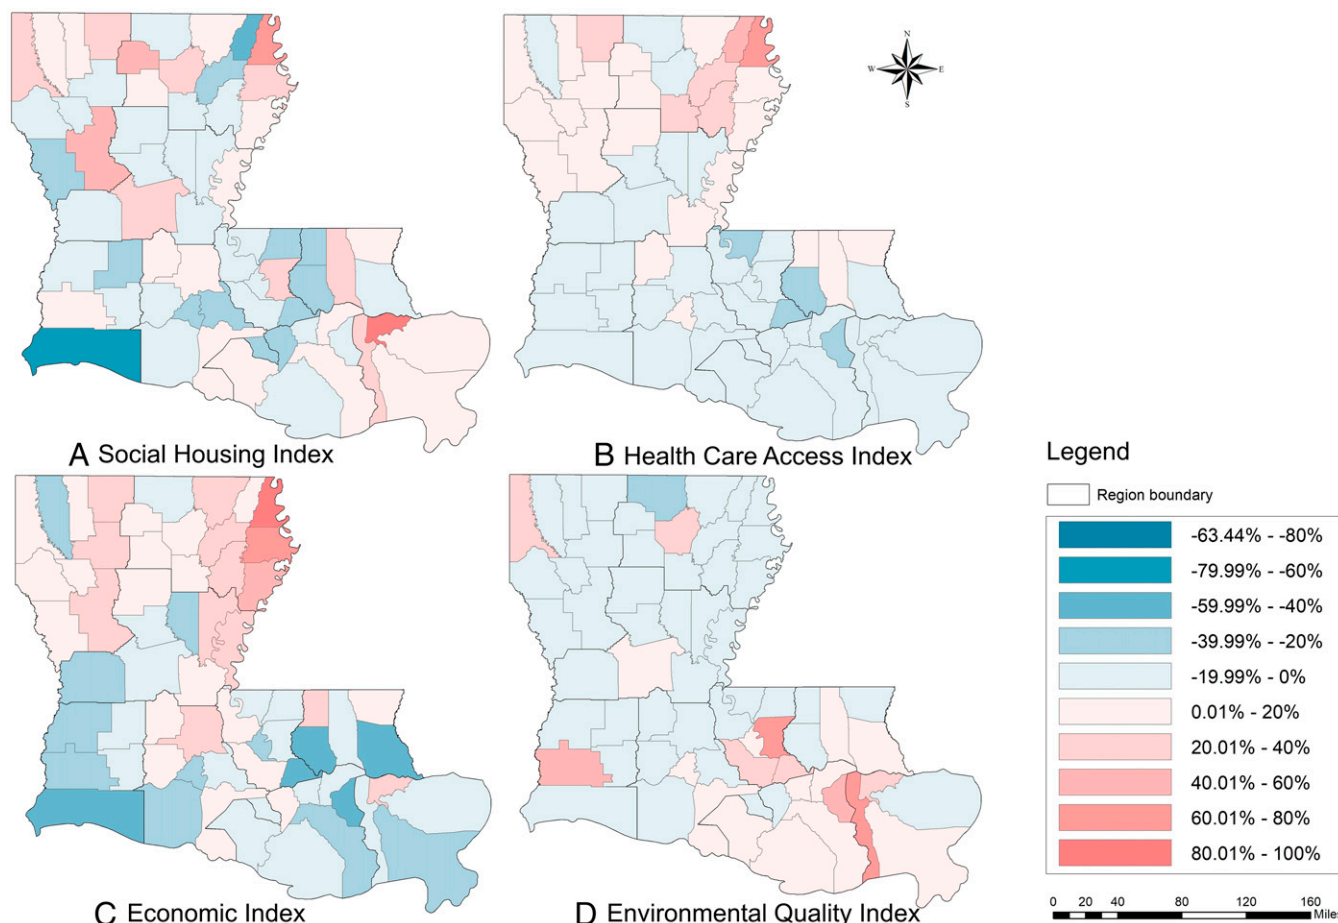 N
W E
S
A Social Housing Index
B Health Care Access Index
Legend
Region boundary
-63.44% - -80%
-79.99% - -60%
-59.99% - -40%
-39.99% - -20%
-19.99% - 0%
0.01% - 20%
20.01% - 40%
40.01% - 60%
60.01% - 80%
80.01% - 100%
C Economic Index
D Environmental Quality Index
0 20 40 80 120 160
Miles